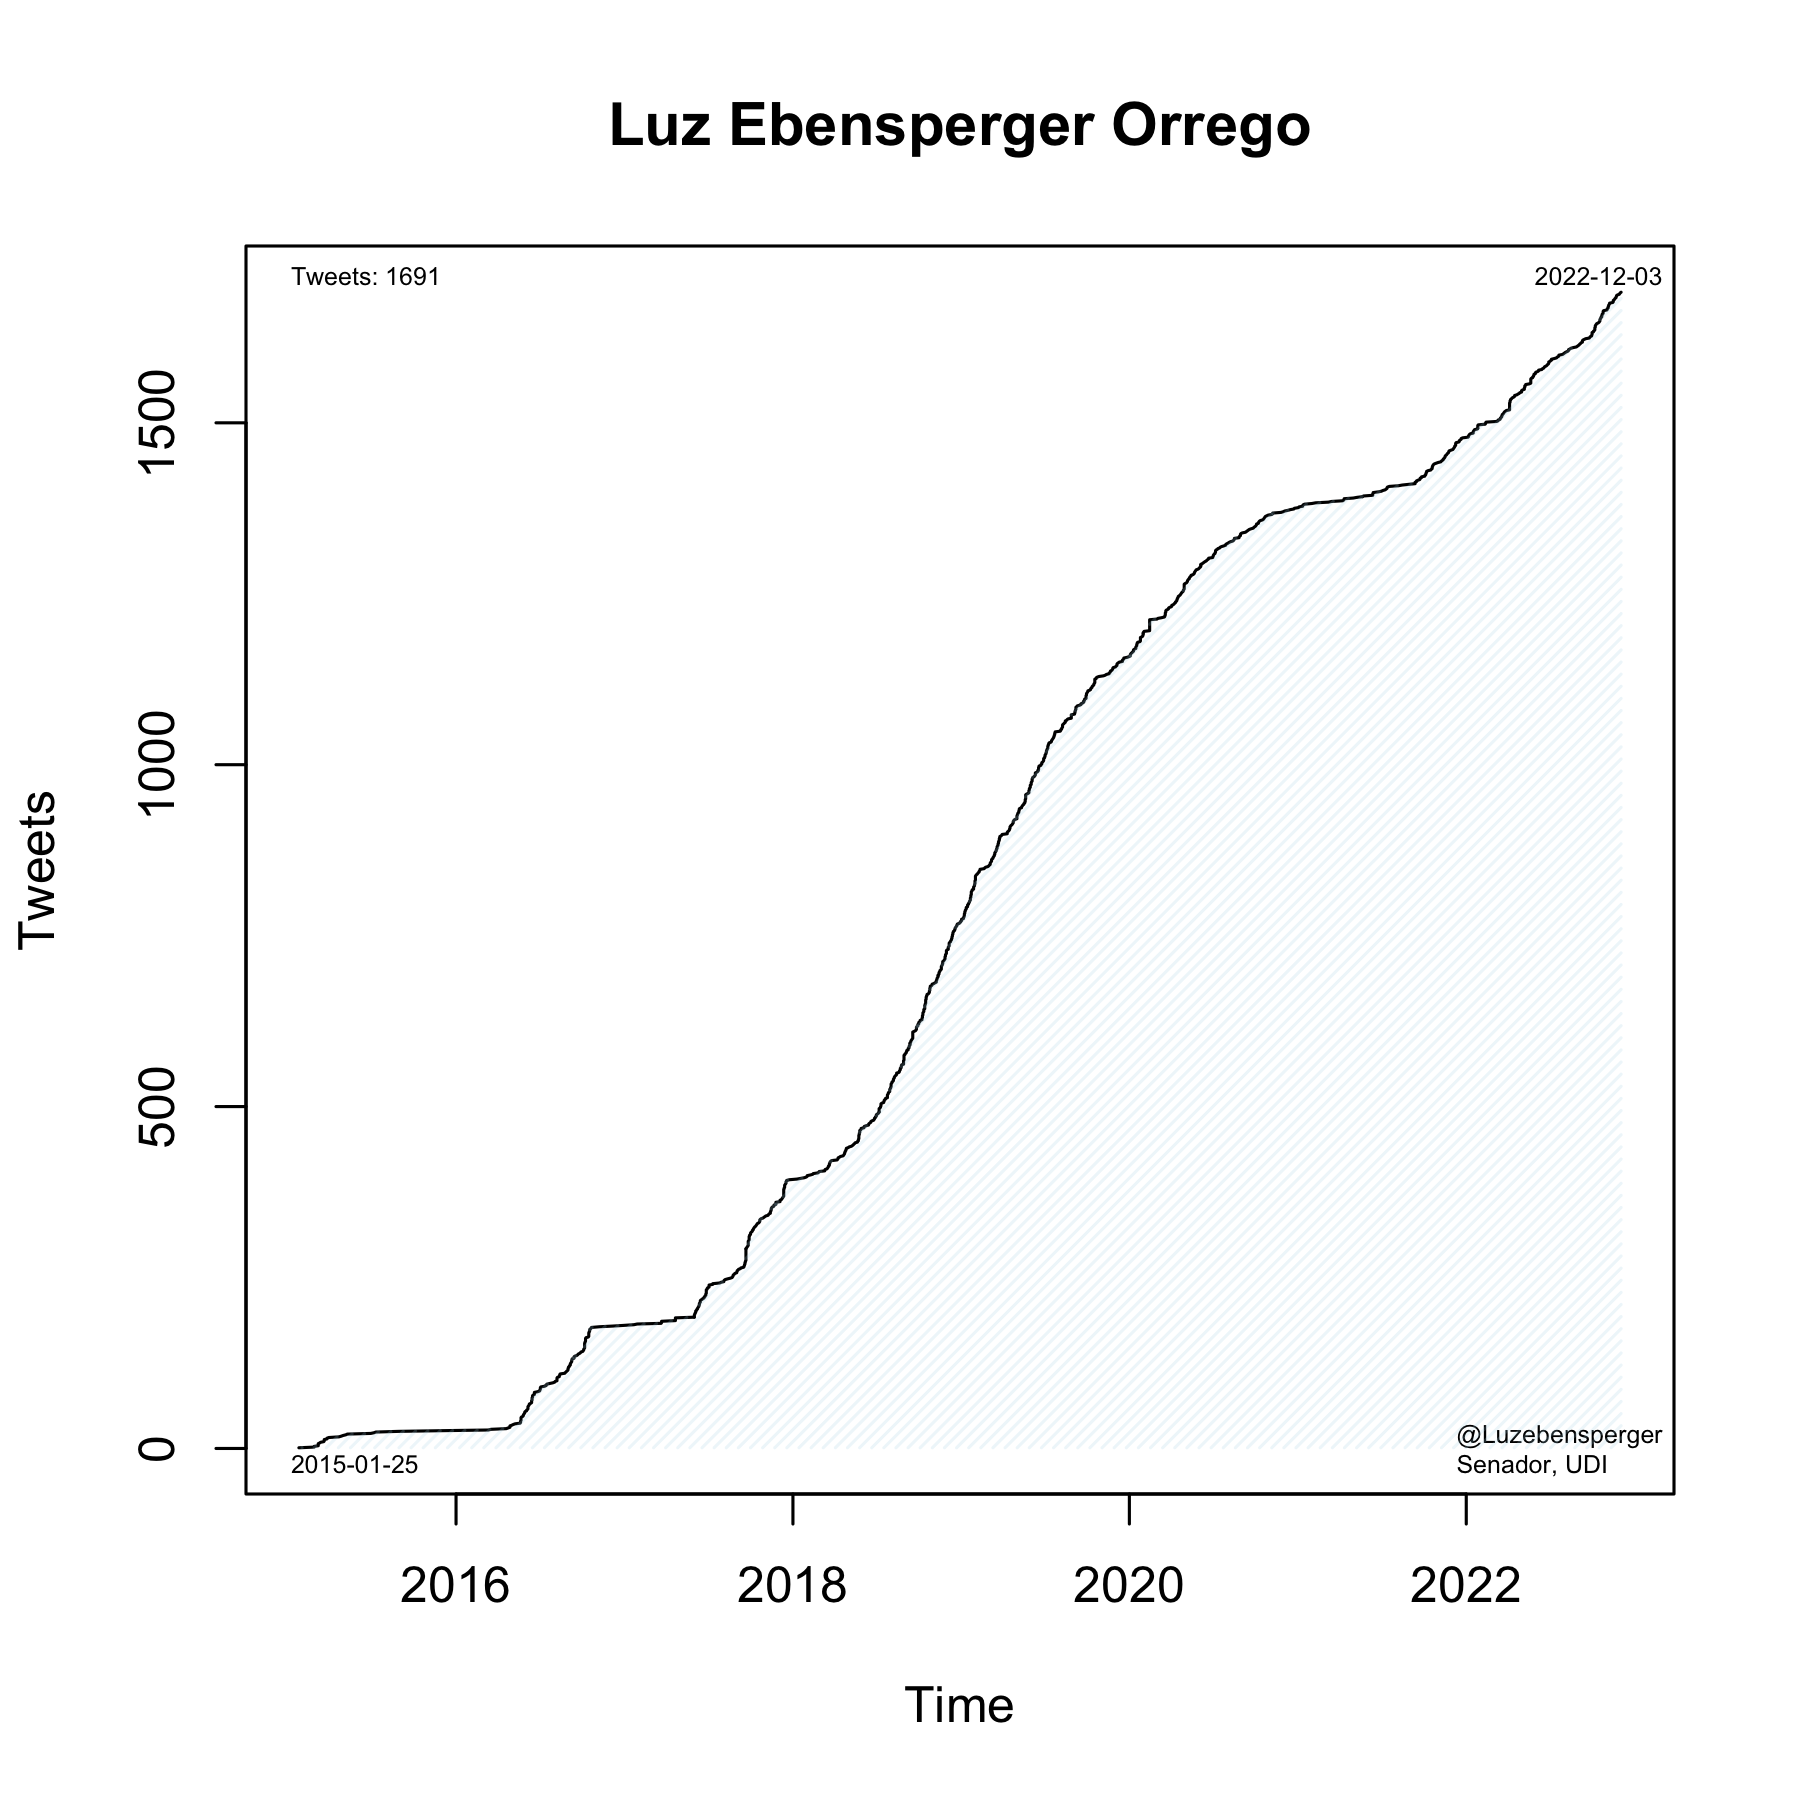 Luz Ebensperger Orrego
Tweets: 1691
2022-12-03
1500
1000
500
0
Tweets
2015-01-25
@Luzebensperger
Senador, UDI
2016
2018
2020
2022
Time